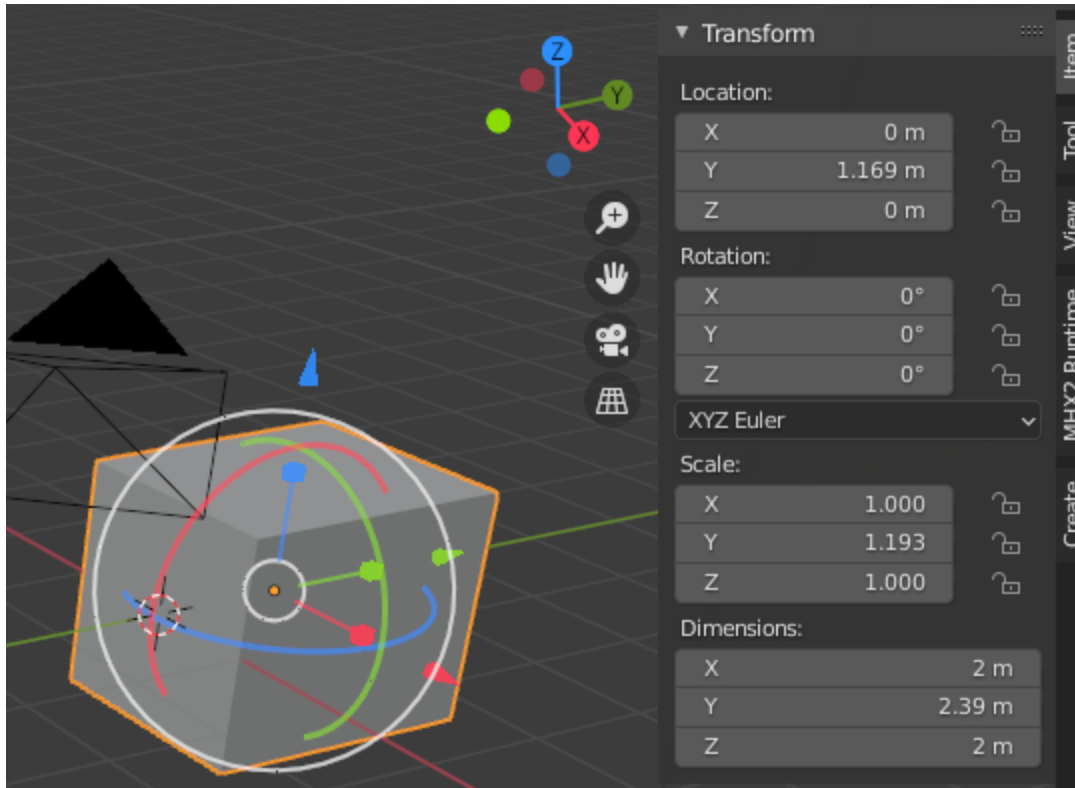 Z
Y
X
Transform
Location:
X 0 m
Y 1.169 m
Z 0 m
Rotation:
X 0°
Y 0°
Z 0°
XYZ Euler
Scale:
X 1.000
Y 1.193
Z 1.000
Dimensions:
X 2 m
Y 2.39 m
Z 2 m
Item
Tool
View
MHX2 Runtime
Create